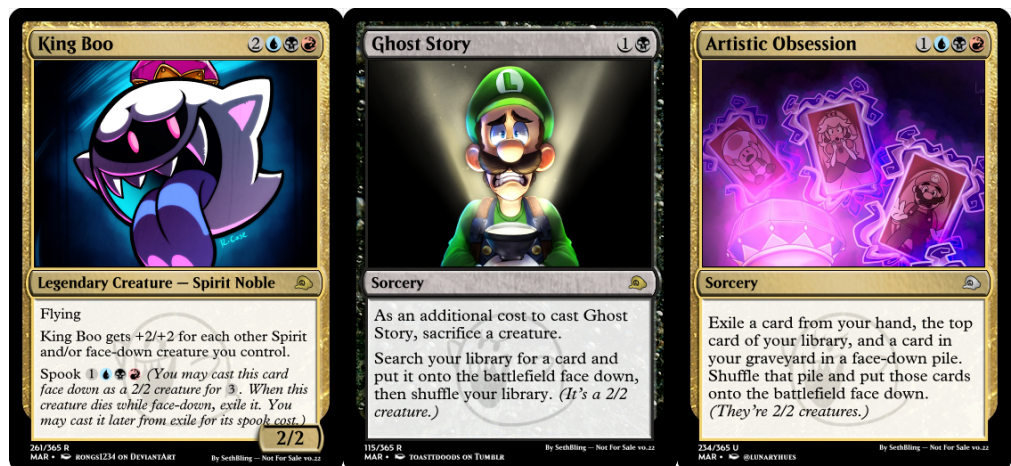 King Boo 2
Legendary Creature — Spirit Noble
Flying
King Boo gets +2/+2 for each other Spirit
and/or face-down creature you control.
Spook 1 (You may cast this card
face down as a 2/2 creature for 3. When this
creature dies while face-down, exile it. You
may cast it later from exile for its spook cost.)
2/2
R.Case
261/365 R
MAR • RONGS1234 ON DEVIANTART
By SethBling — Not For Sale v0.22
Ghost Story 1
L
Sorcery
As an additional cost to cast Ghost
Story, sacrifice a creature.
Search your library for a card and
put it onto the battlefield face down,
then shuffle your library. (It's a 2/2
creature.)
115/365 R
MAR • TOASTTDOODS ON TUMBLR
By SethBling — Not For Sale v0.22
Artistic Obsession 1
Sorcery
Exile a card from your hand, the top
card of your library, and a card in
your graveyard in a face-down pile.
Shuffle that pile and put those cards
onto the battlefield face down.
(They're 2/2 creatures.)
234/365 U
MAR • @LUNARYHUES
By SethBling — Not For Sale v0.22